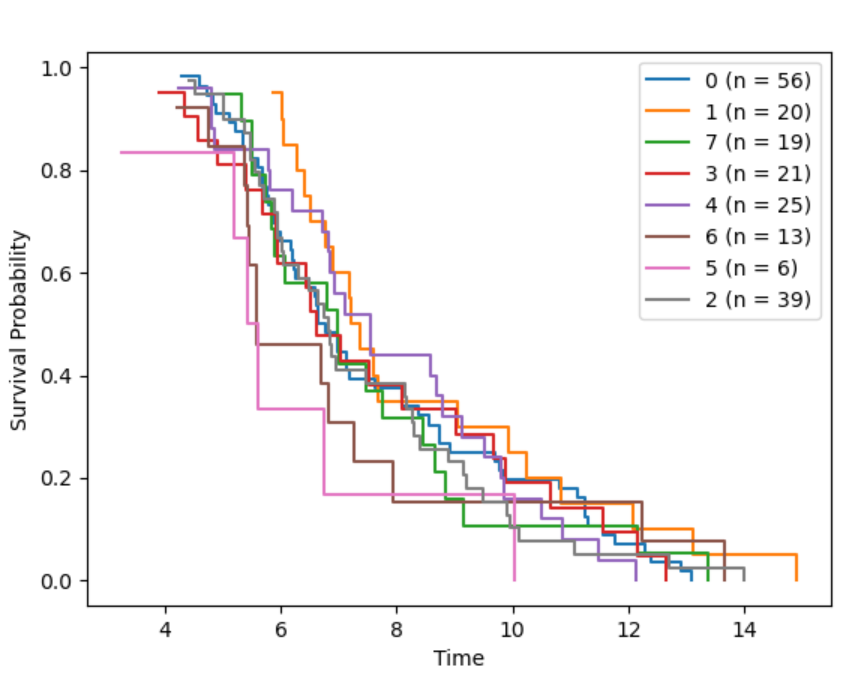 1.0
0.8
0.6
0.4
0.2
0.0
Survival Probability
4 6 8 10 12 14
Time
0 (n = 56)
1 (n = 20)
7 (n = 19)
3 (n = 21)
4 (n = 25)
6 (n = 13)
5 (n = 6)
2 (n = 39)